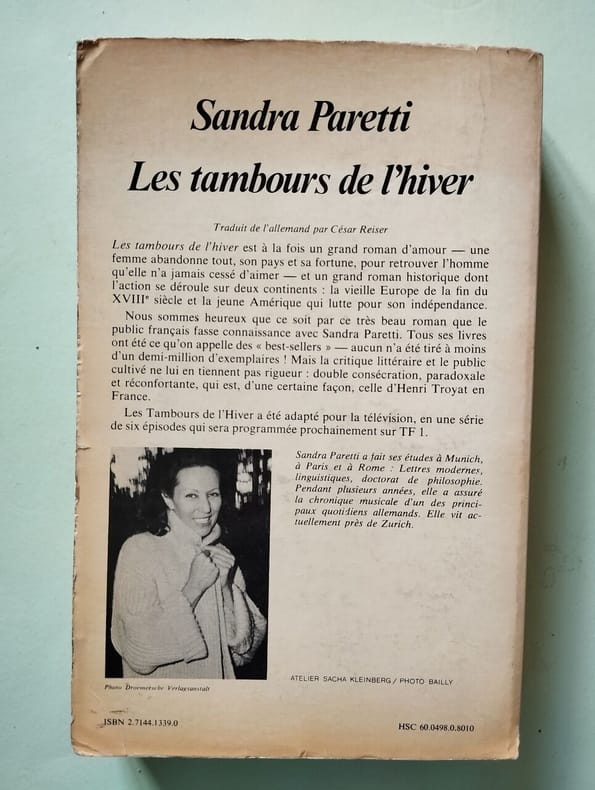 Sandra Paretti
Les tambours de l'hiver
Traduit de l'allemand par César Reiser
Les tambours de l'hiver est à la fois un grand roman d'amour — une
femme abandonne tout, son pays et sa fortune, pour retrouver l'homme
qu'elle n'a jamais cessé d'aimer — et un grand roman historique dont
l'action se déroule sur deux continents : la vieille Europe de la fin du
XVIIIe siècle et la jeune Amérique qui lutte pour son indépendance.
Nous sommes heureux que ce soit par ce très beau roman que le
public français fasse connaissance avec Sandra Paretti. Tous ses livres
ont été ce qu'on appelle des « best-sellers » — aucun n'a été tiré à moins
d'un demi-million d'exemplaires ! Mais la critique littéraire et le public
cultivé ne lui en tiennent pas rigueur : double consécration, paradoxale
et réconfortante, qui est, d'une certaine façon, celle d'Henri Troyat en
France.
Les Tambours de l'Hiver a été adapté pour la télévision, en une série
de six épisodes qui sera programmée prochainement sur TF 1.
Sandra Paretti a fait ses études à Munich,
à Paris et à Rome : Lettres modernes,
linguistiques, doctorat de philosophie.
Pendant plusieurs années, elle a assuré
la chronique musicale d'un des princi-
paux quotidiens allemands. Elle vit ac-
tuellement près de Zurich.
ATELIER SACHA KLEINBERG / PHOTO BAILLY
Photo Droemersche Verlagsanstalt
ISBN 2.7144.1339.0
HSC 60.0498.0.8010